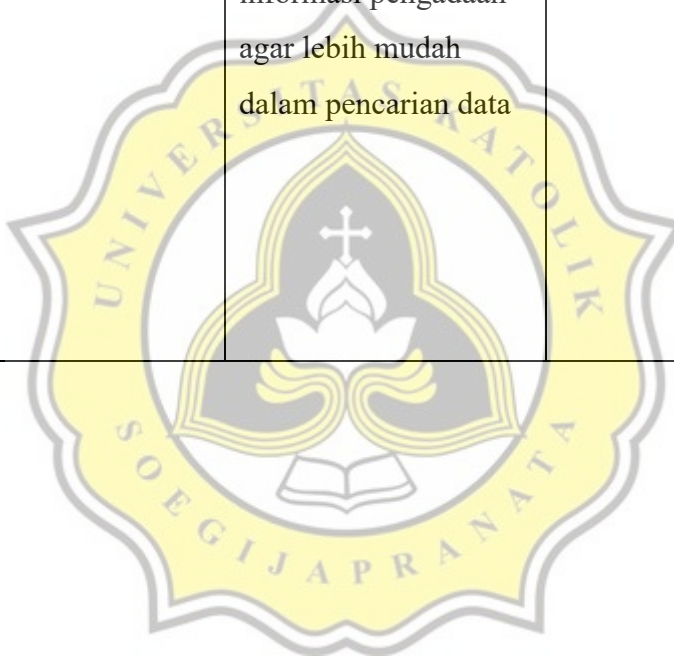 informasi pengadaan
agar lebih mudah
dalam pencarian data
UNIVERSITAS KATOLIK
SOEGIJAPRANATA